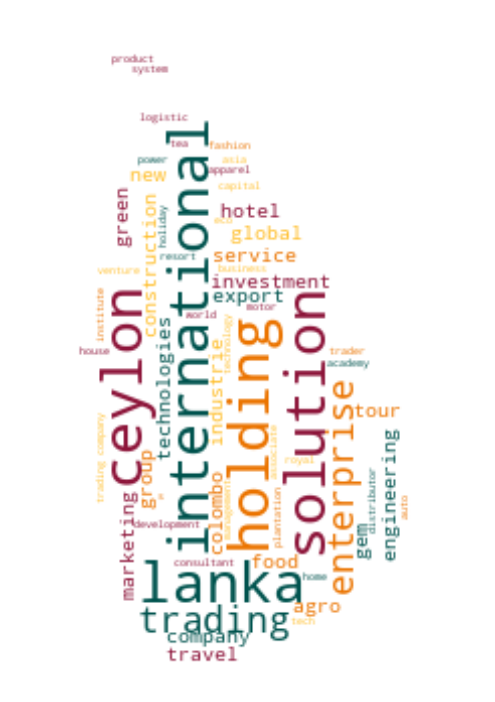 product
system
logistic
international
tea
fashion
power
asia
apparel
new
capital
green
construction
holiday
hotel
eco
global
resort
service
venture
business
investment
ceylon
export
institute
solution
motor
world
technologies
holding
technology
industrie
house
trader
academy
enterprise
tour
trading company
associate
engineering
group
royal
colombo
management
distributor
plantation
auto
marketing
development
gem
lanka
consultant
food
home
agro
trading
tech
company
travel